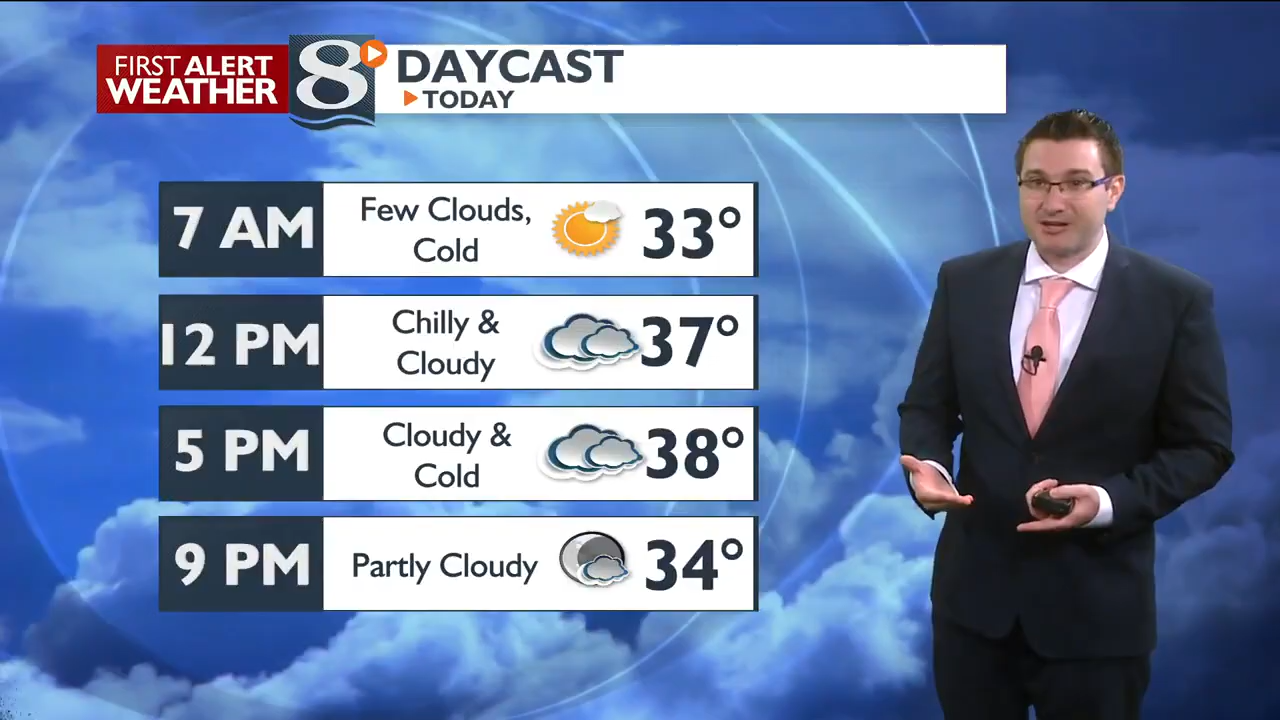 FIRST ALERT
WEATHER
8
DAYCAST
TODAY
7 AM
Few Clouds,
Cold
33°
12 PM
Chilly &
Cloudy
37°
5 PM
Cloudy &
Cold
38°
9 PM
Partly Cloudy
34°